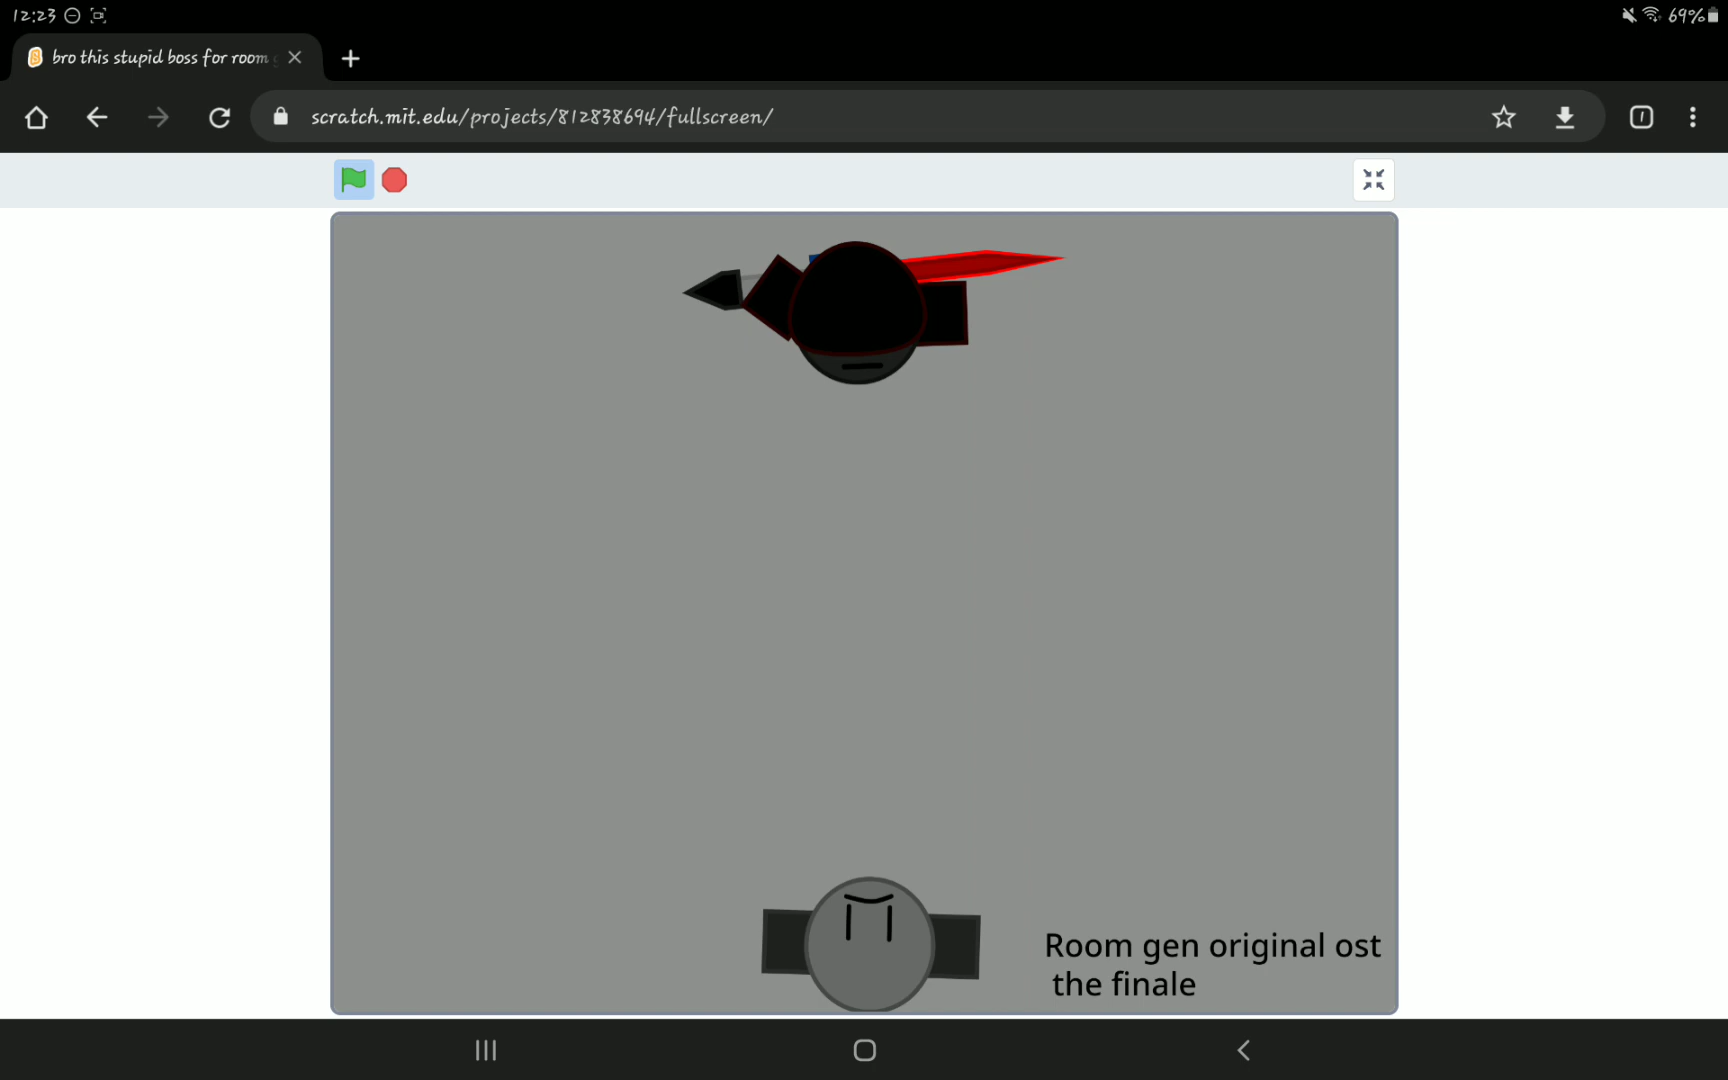 12:23
69%
bro this stupid boss for room
scratch.mit.edu/projects/812838694/fullscreen/
1
Room gen original ost
the finale